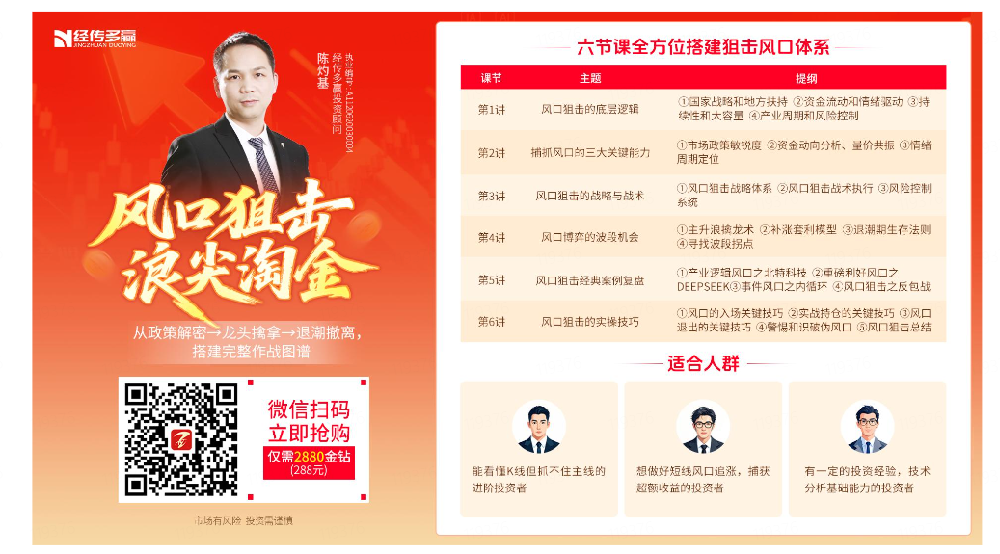 经传多赢
JINGZHUAN DUOYING
陈灼基
经传多赢投资顾问
执业编号:A1120620030004
风口狙击
浪尖淘金
从政策解密→龙头擒拿→退潮撤离，
搭建完整作战图谱
微信扫码
立即抢购
仅需2880金钻
(288元)
市场有风险 投资需谨慎
六节课全方位搭建狙击风口体系
课节 主题 提纲
第1讲 风口狙击的底层逻辑 ①国家战略和地方扶持 ②资金流动和情绪驱动 ③持
续性和大容量 ④产业周期和风险控制
第2讲 捕抓风口的三大关键能力 ①市场政策敏锐度 ②资金动向分析、量价共振 ③情绪
周期定位
第3讲 风口狙击的战略与战术 ①风口狙击战略体系 ②风口狙击战术执行 ③风险控制
系统
第4讲 风口博弈的波段机会 ①主升浪擒龙术 ②补涨套利模型 ③退潮期生存法则
④寻找波段拐点
第5讲 风口狙击经典案例复盘 ①产业逻辑风口之北特科技 ②重磅利好风口之
DEEPSEEK③事件风口之内循环 ④风口狙击之反包战
第6讲 风口狙击的实操技巧 ①风口的入场关键技巧 ②实战持仓的关键技巧 ③风口
退出的关键技巧 ④警惕和识破伪风口 ⑤风口狙击总结
适合人群
能看懂K线但抓不住主线的
进阶投资者
想做好短线风口追涨，捕获
超额收益的投资者
有一定的投资经验，技术
分析基础能力的投资者